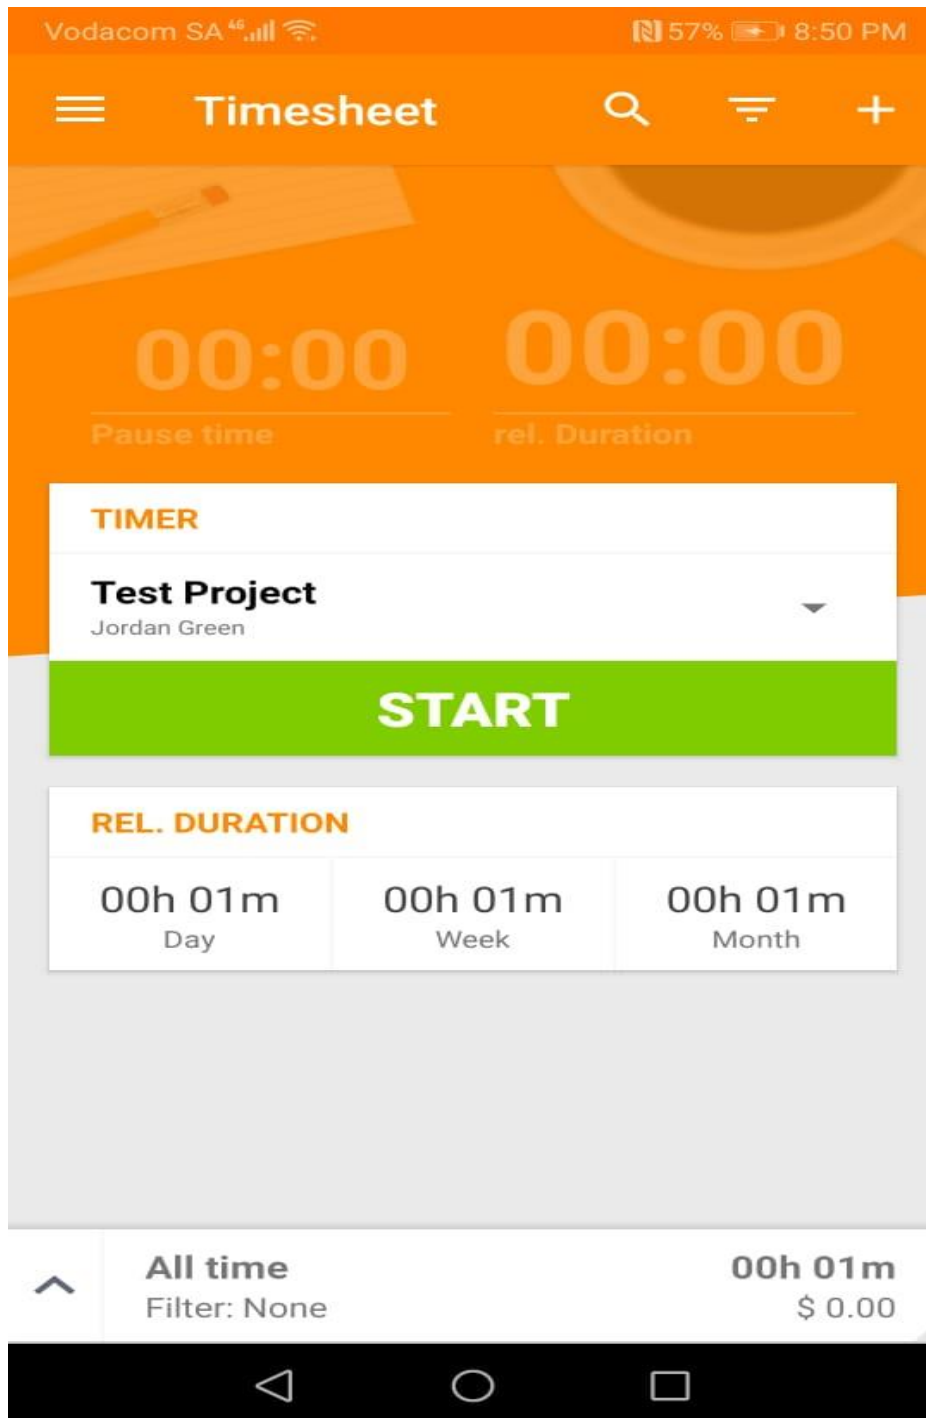 Vodacom SA 46 57% 8:50 PM
Timesheet
00:00 00:00
Pause time rel. Duration
TIMER
Test Project
Jordan Green
START
REL. DURATION
00h 01m 00h 01m 00h 01m
Day Week Month
All time 00h 01m
Filter: None $ 0.00